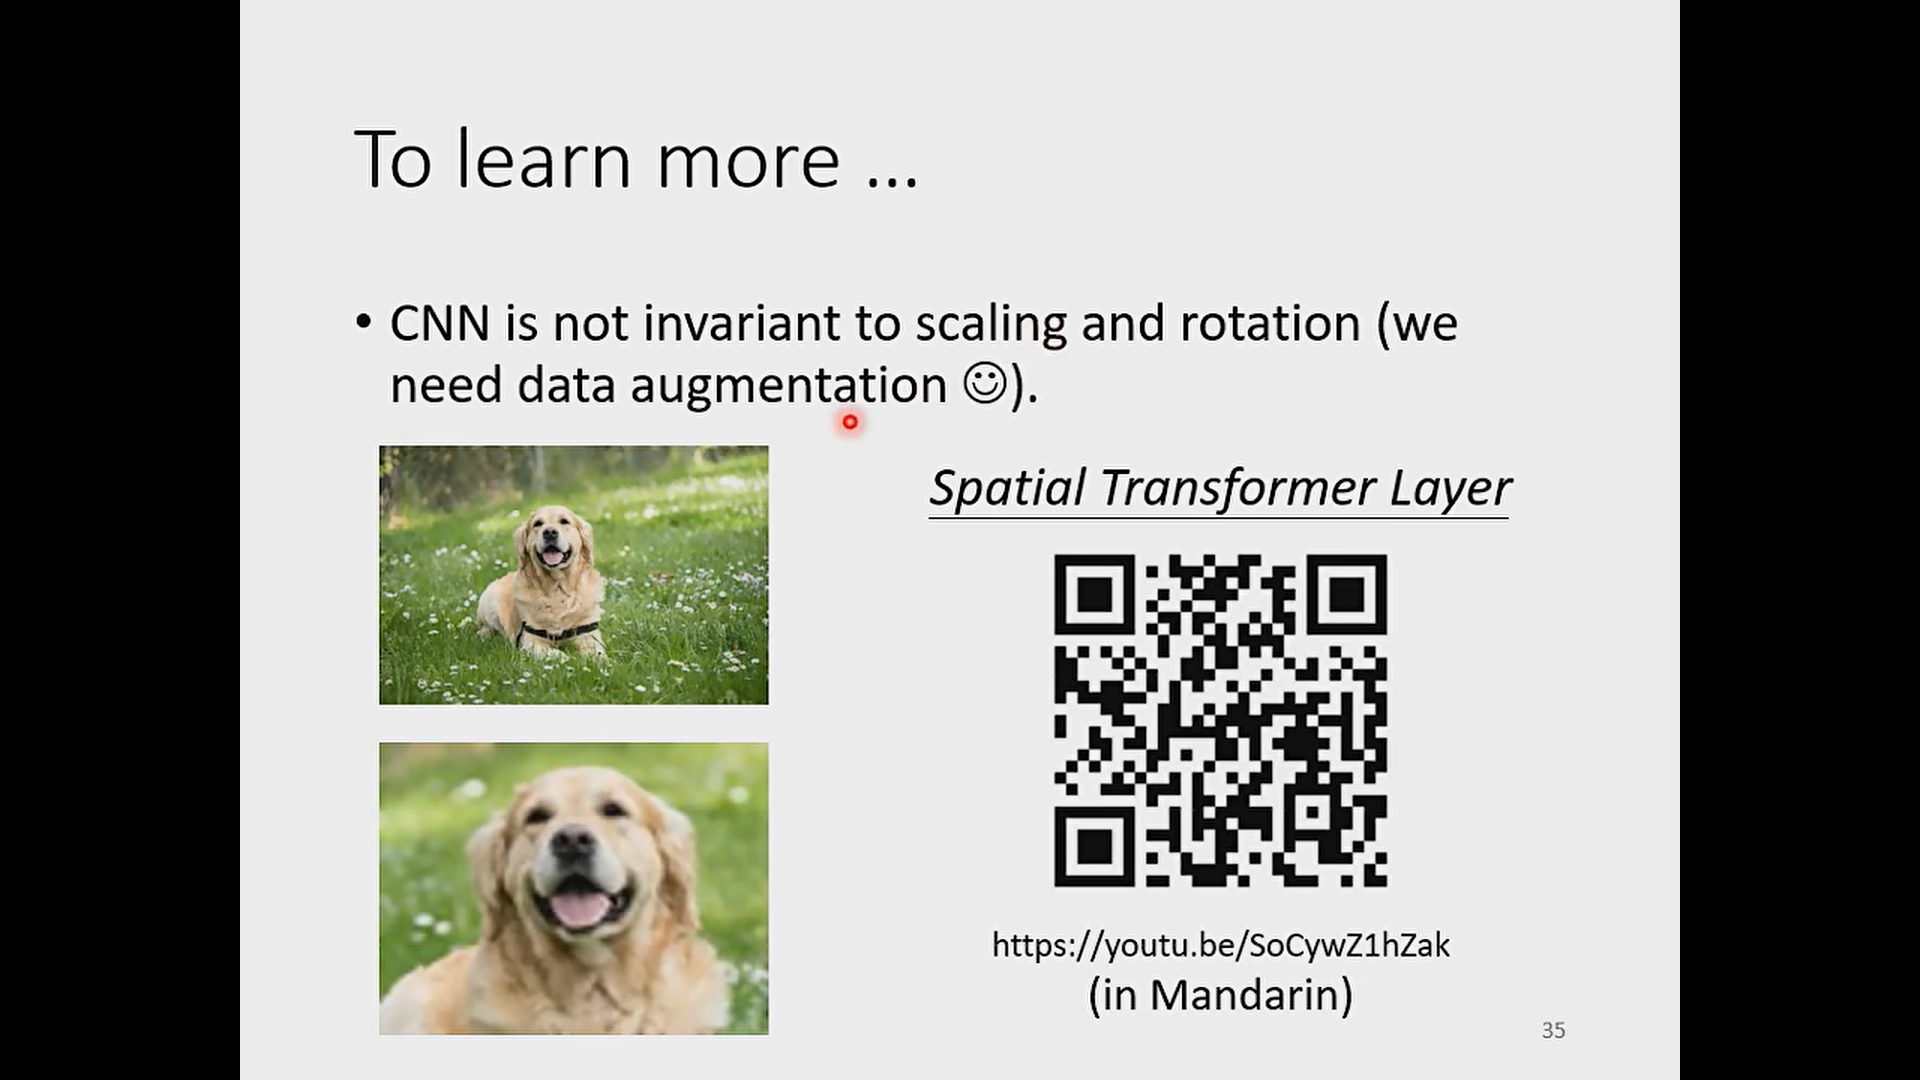 To learn more ...
• CNN is not invariant to scaling and rotation (we
need data augmentation ☺).
Spatial Transformer Layer
https://youtu.be/SoCywZ1hZak
(in Mandarin)
35